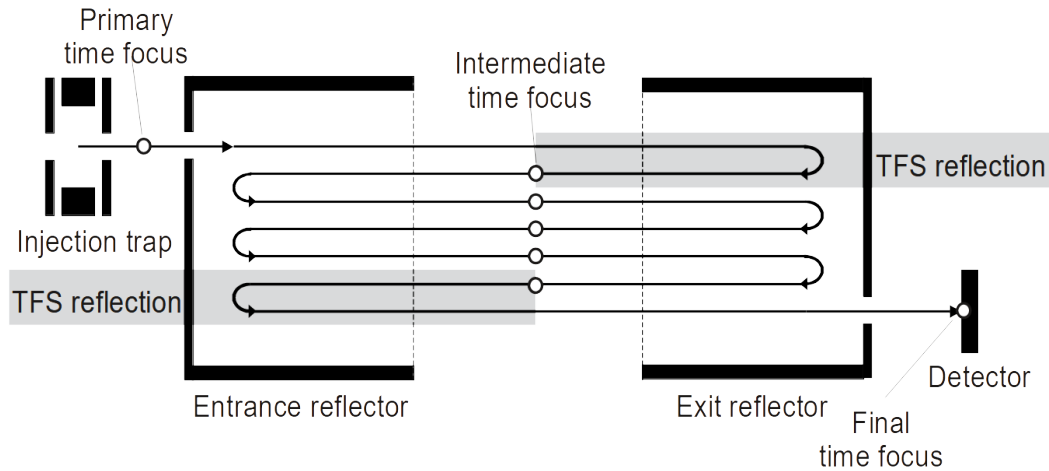 Primary
time focus
Intermediate
time focus
TFS reflection
Injection trap
TFS reflection
Entrance reflector
Exit reflector
Detector
Final
time focus